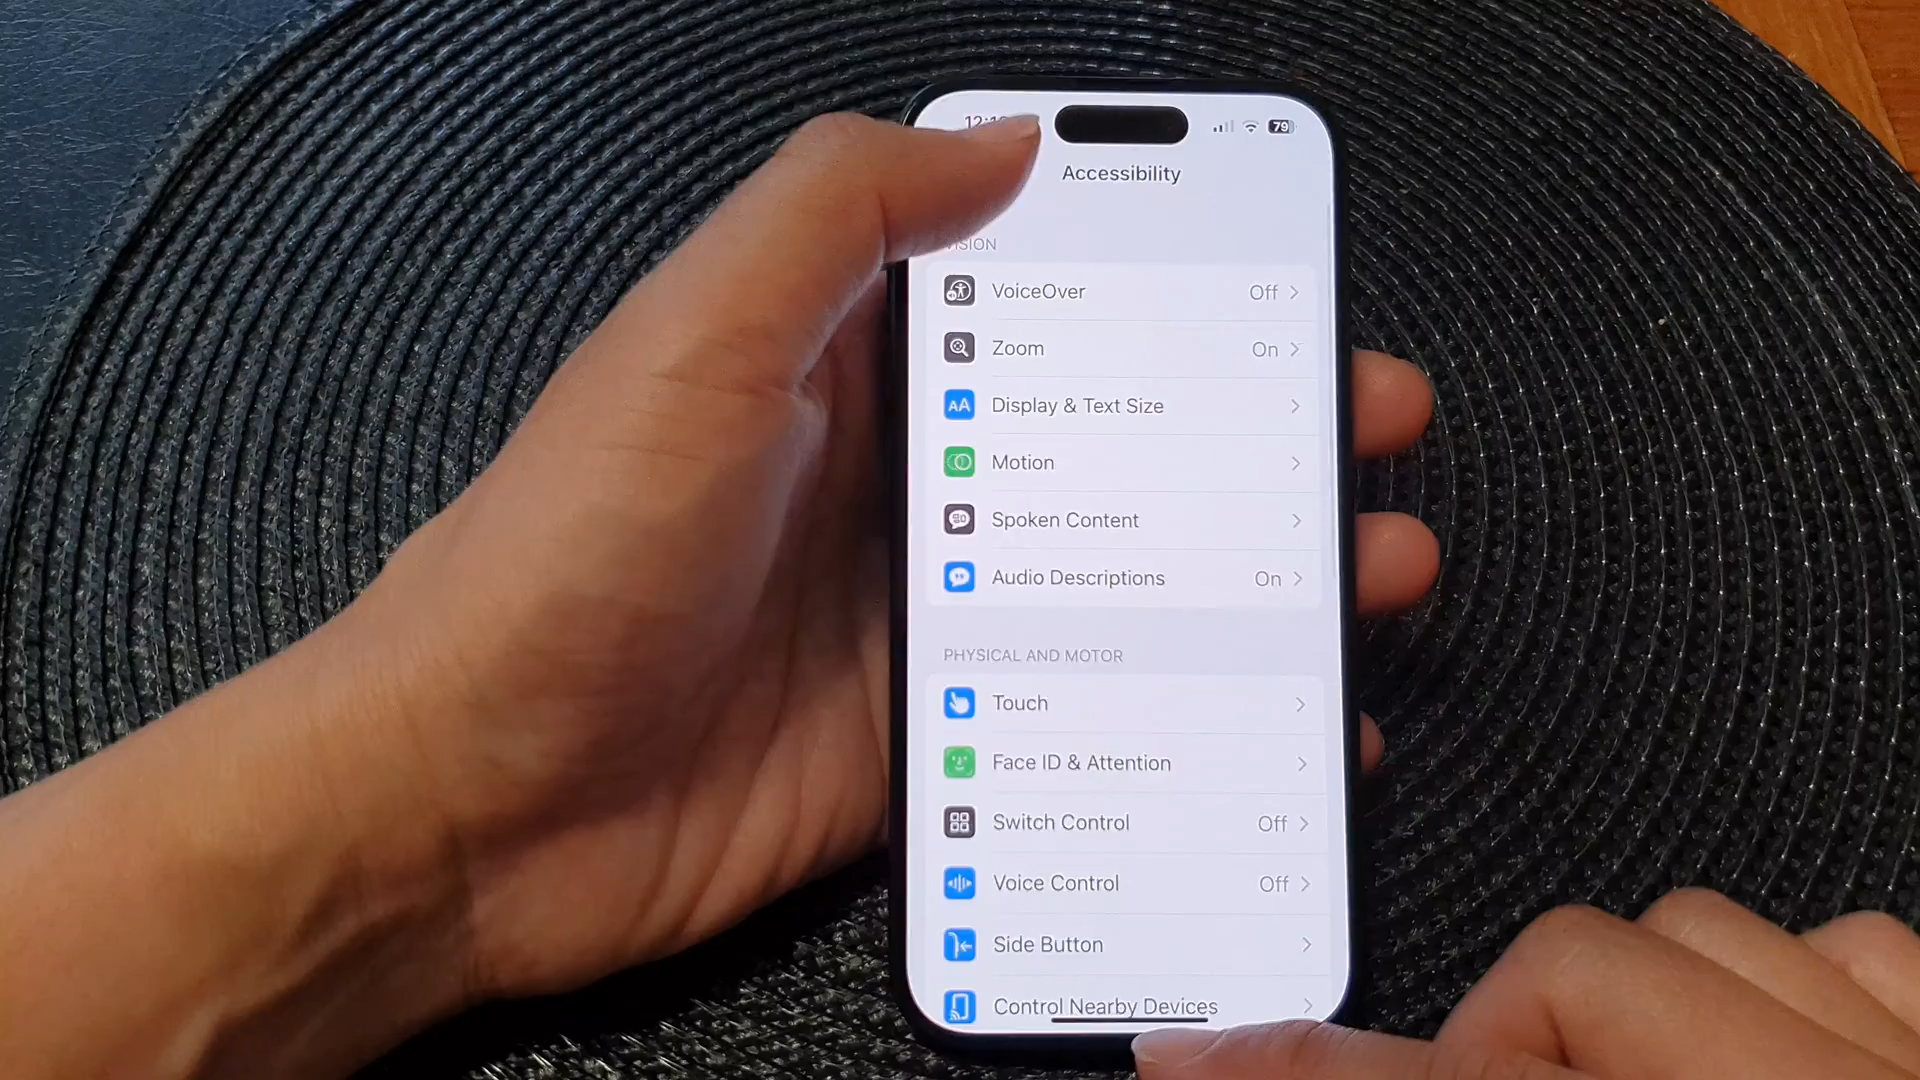 79
Accessibility
VoiceOver Off
Zoom On
Display & Text Size
Motion
Spoken Content
Audio Descriptions On
PHYSICAL AND MOTOR
Touch
Face ID & Attention
Switch Control Off
Voice Control Off
Side Button
Control Nearby Devices